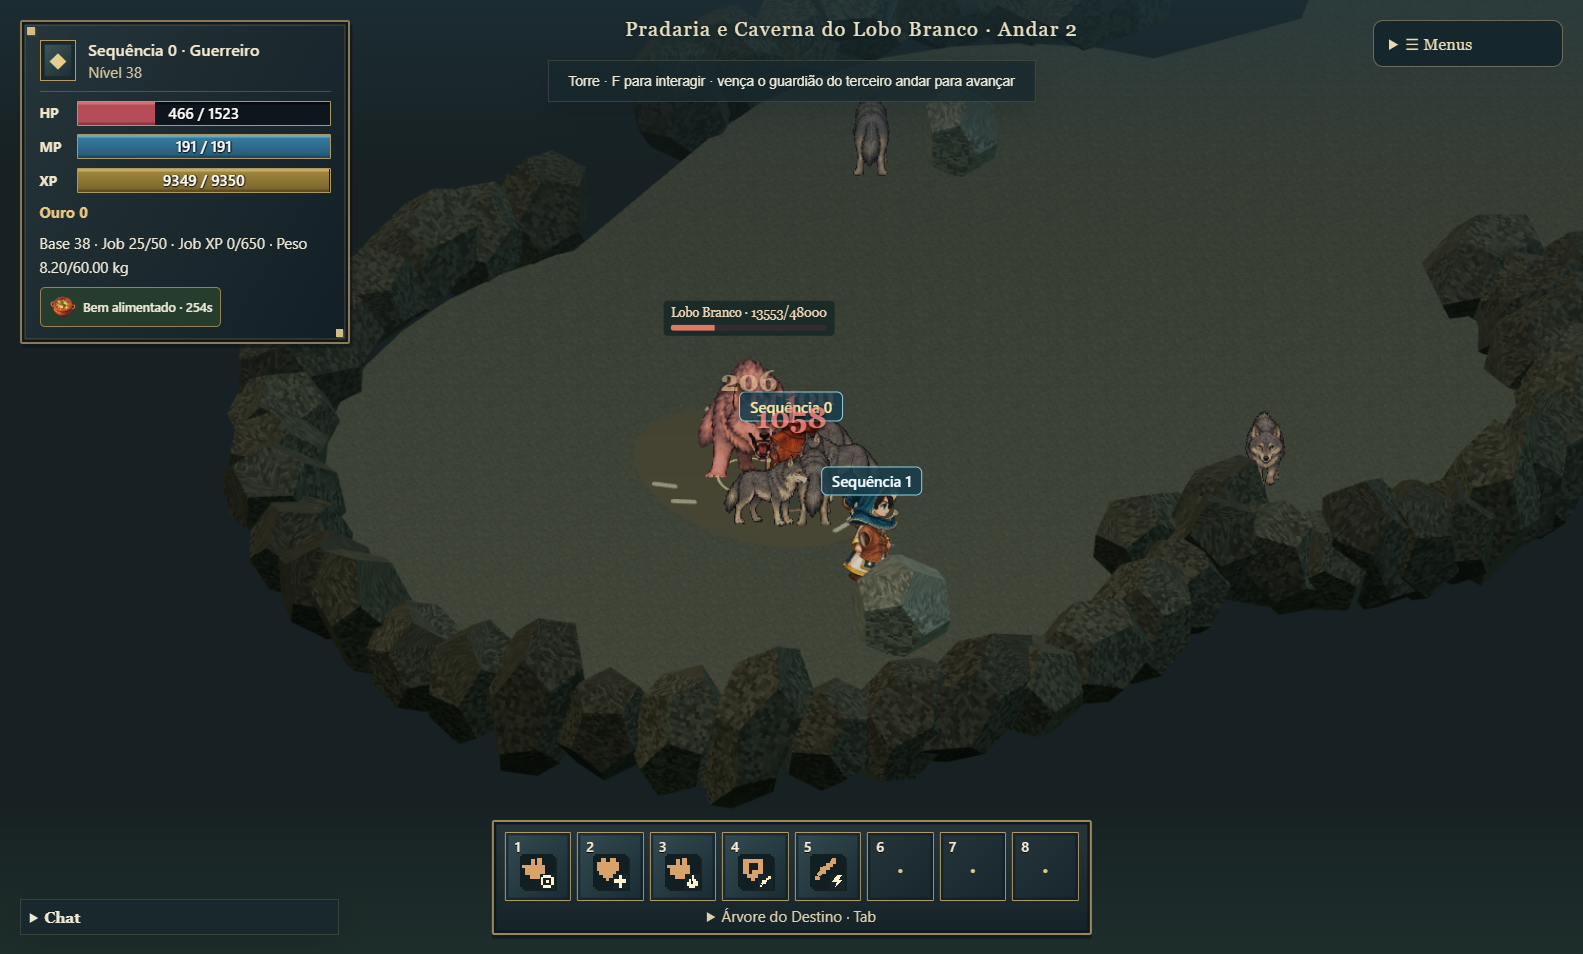 Sequência 0 · Guerreiro
Nível 38
HP
466 / 1523
MP
191 / 191
XP
9349 / 9350
Ouro 0
Base 38 · Job 25/50 · Job XP 0/650 · Peso
8.20/60.00 kg
Bem alimentado · 254s
Pradaria e Caverna do Lobo Branco · Andar 2
Torre · F para interagir · vença o guardião do terceiro andar para avançar
▶ ☰ Menus
Lobo Branco · 13553/48000
206
Sequência 0
1058
Sequência 1
1
2
3
4
5
6
7
8
▶ Árvore do Destino · Tab
▶ Chat